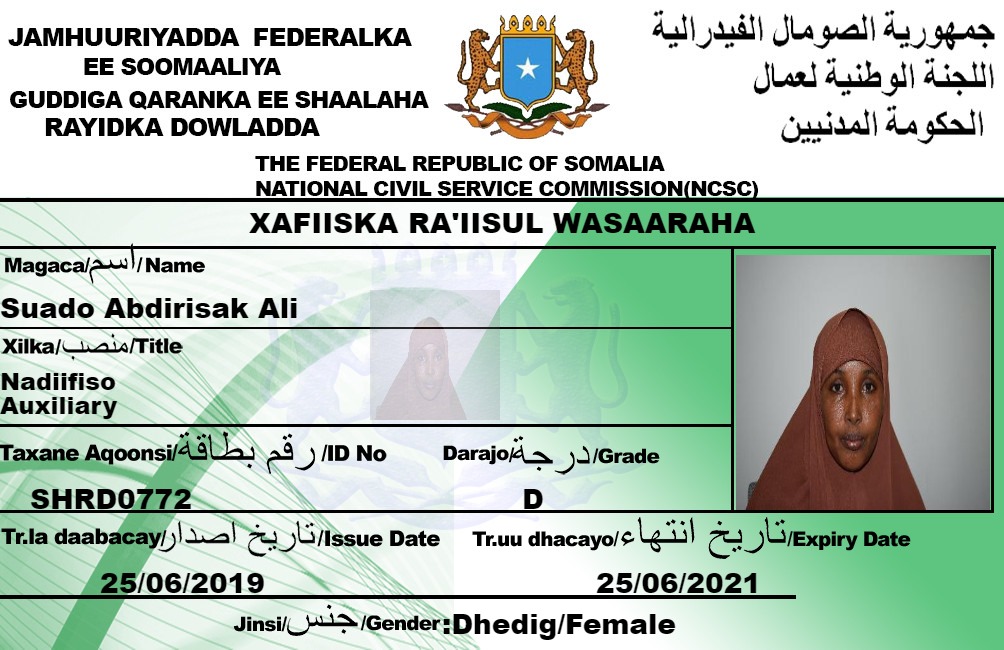 JAMHUURIYADDA FEDERALKA
EE SOOMAALIYA
GUDDIGA QARANKA EE SHAALAHA
RAYIDKA DOWLADDA
جمهورية الصومال الفيدرالية
اللجنة الوطنية لعمال
الحكومة المدنيين
THE FEDERAL REPUBLIC OF SOMALIA
NATIONAL CIVIL SERVICE COMMISSION(NCSC)
XAFIISKA RA'IISUL WASAARAHA
Magaca/اسم/Name
Suado Abdirisak Ali
Xilka/منصب/Title
Nadiifiso
Auxiliary
Taxane Aqoonsi/رقم بطاقة/ID No
Darajo/درجة/Grade
SHRD0772
D
Tr.la daabacay/تاريخ اصدار/Issue Date
Tr.uu dhacayo/تاريخ انتهاء/Expiry Date
25/06/2019
25/06/2021
Jinsi/جنس/Gender:Dhedig/Female